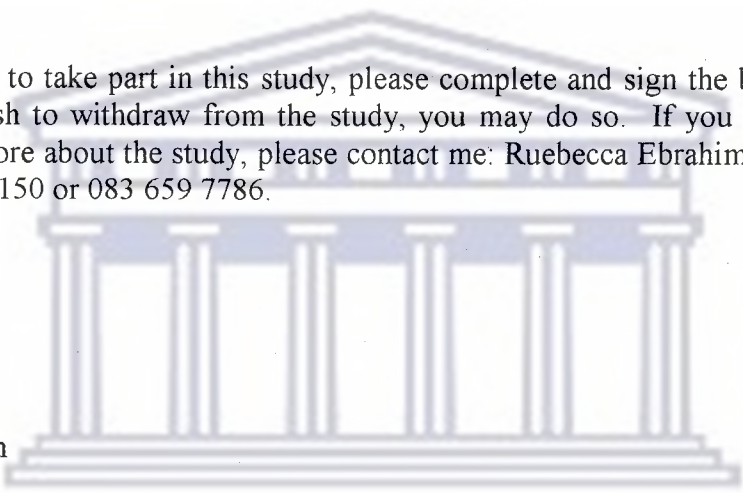 to take part in this study, please complete and sign the
sh to withdraw from the study, you may do so. If you
ore about the study, please contact me: Ruebecca Ebrahim
150 or 083 659 7786.